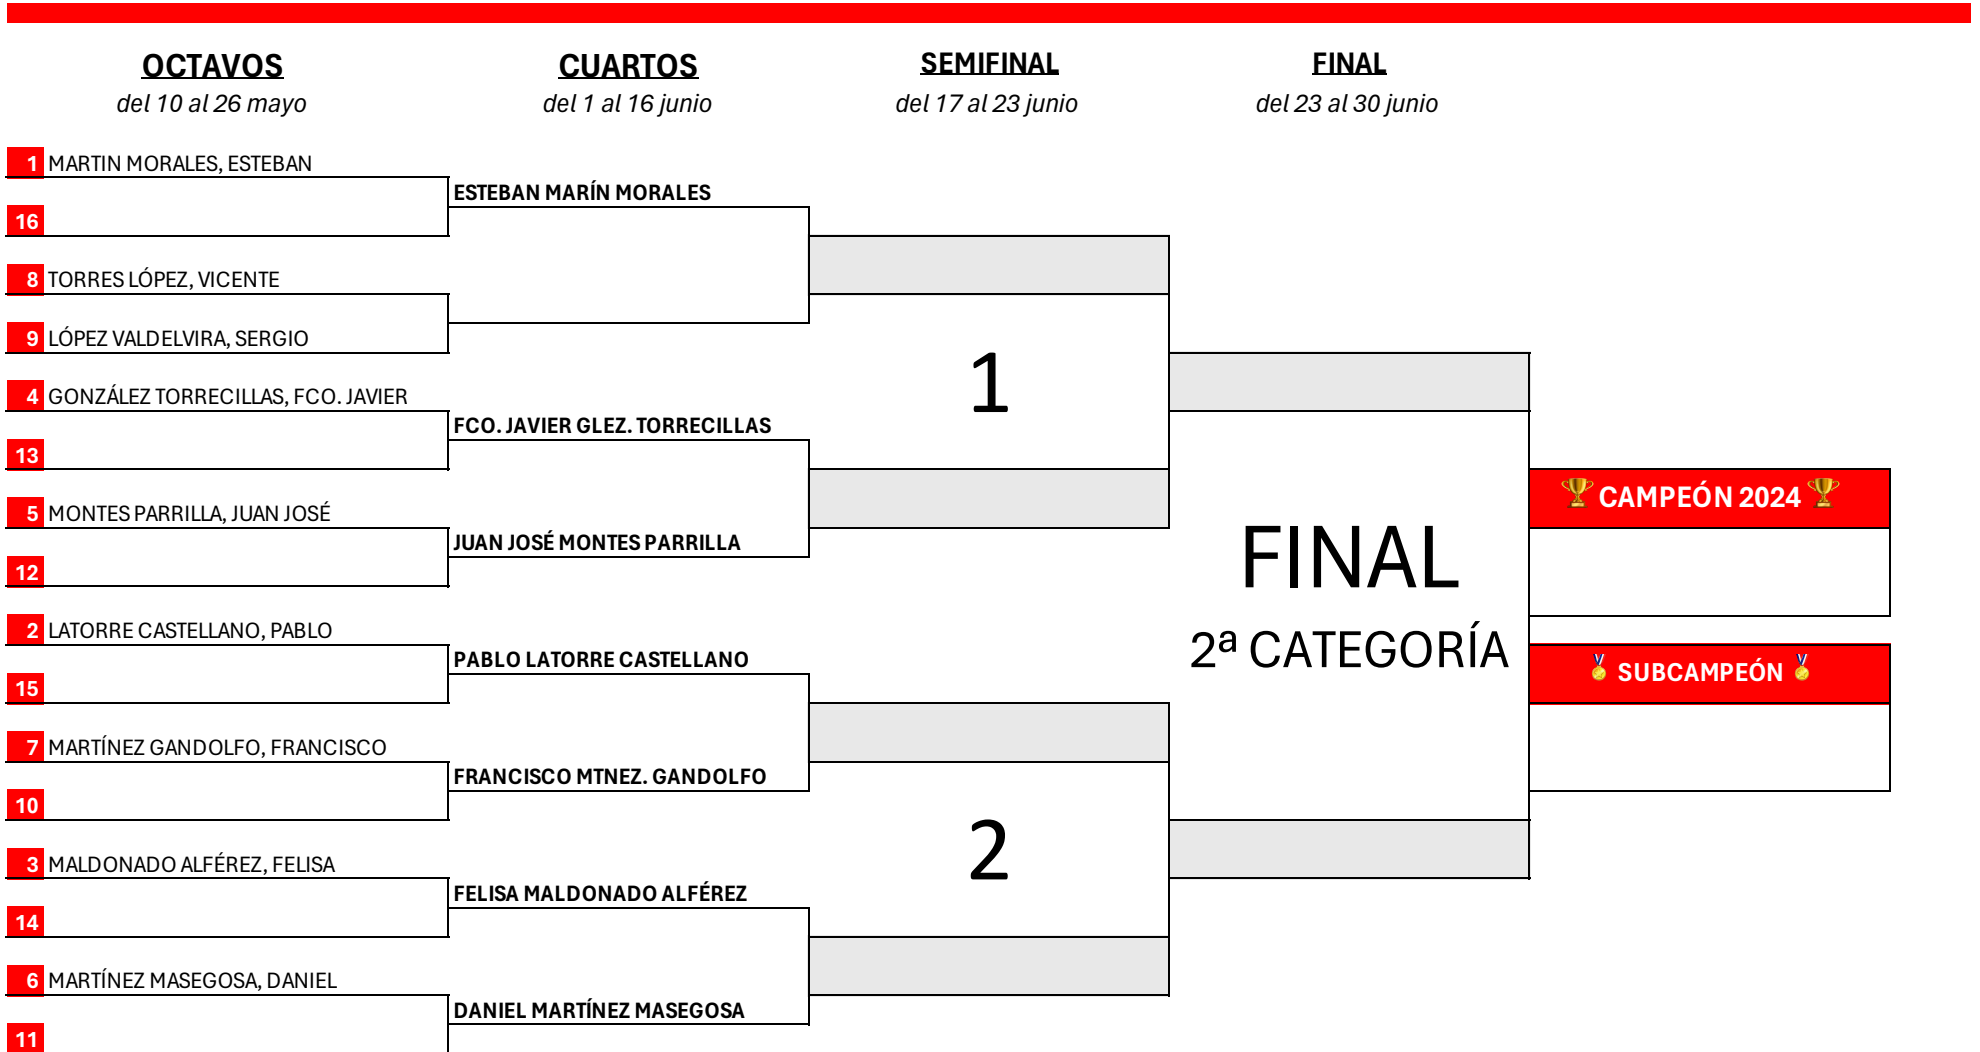 OCTAVOS
CUARTOS
SEMIFINAL
FINAL
del 10 al 26 mayo
del 1 al 16 junio
del 17 al 23 junio
del 23 al 30 junio
1 MARTIN MORALES, ESTEBAN
ESTEBAN MARÍN MORALES
16
8 TORRES LÓPEZ, VICENTE
9 LÓPEZ VALDELVIRA, SERGIO
1
4 GONZÁLEZ TORRECILLAS, FCO. JAVIER
FCO. JAVIER GLEZ. TORRECILLAS
13
🏆 CAMPEÓN 2024 🏆
5 MONTES PARRILLA, JUAN JOSÉ
JUAN JOSÉ MONTES PARRILLA
12
FINAL
2ª CATEGORÍA
2 LATORRE CASTELLANO, PABLO
PABLO LATORRE CASTELLANO
15
🏅 SUBCAMPEÓN 🏅
7 MARTÍNEZ GANDOLFO, FRANCISCO
FRANCISCO MTNEZ. GANDOLFO
10
2
3 MALDONADO ALFÉREZ, FELISA
FELISA MALDONADO ALFÉREZ
14
6 MARTÍNEZ MASEGOSA, DANIEL
DANIEL MARTÍNEZ MASEGOSA
11